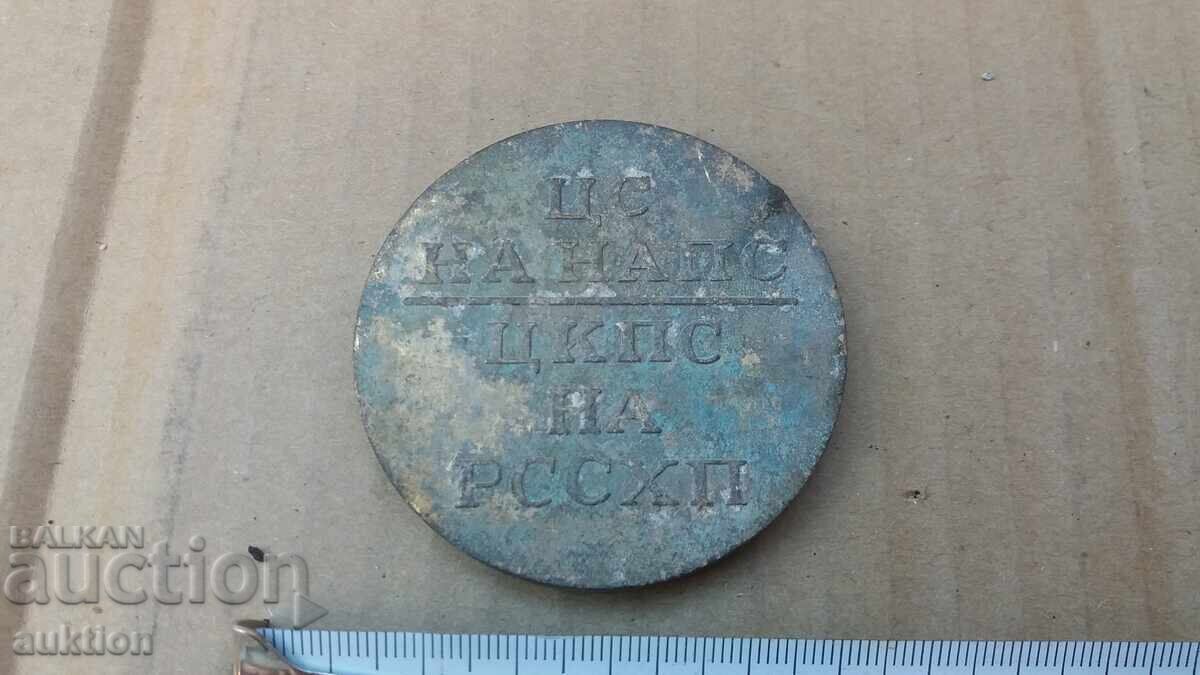 ЦС
НА НАПС
ЦКПС
НА
РССХП
BALKAN
auction
auktion